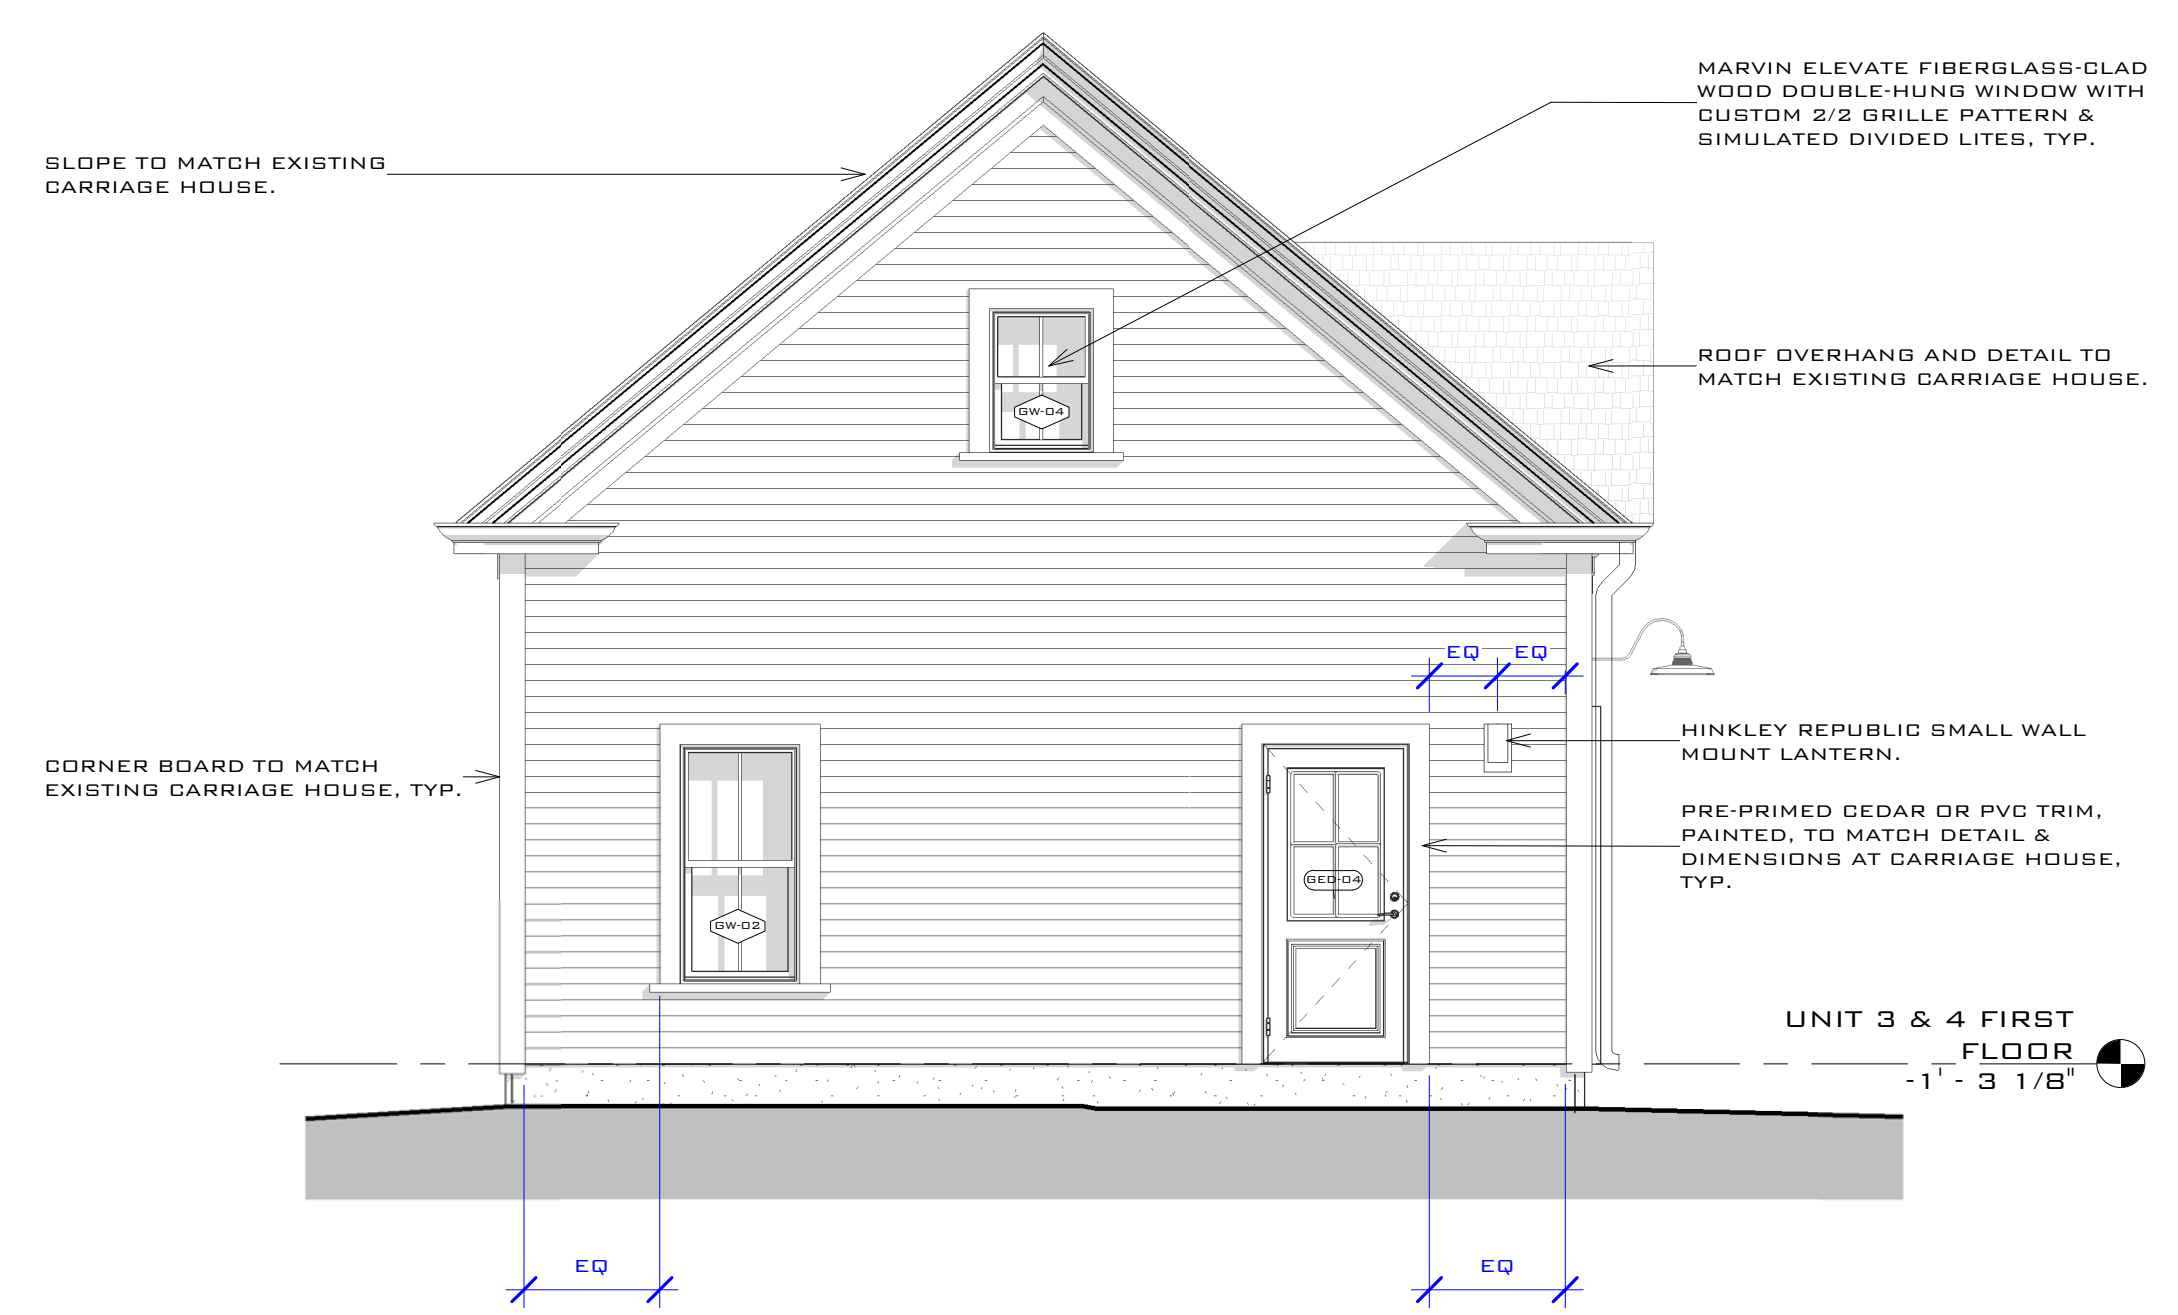 MARVIN ELEVATE FIBERGLASS-CLAD
WOOD DOUBLE-HUNG WINDOW WITH
CUSTOM 2/2 GRILLE PATTERN &
SIMULATED DIVIDED LITES, TYP.
SLOPE TO MATCH EXISTING
CARRIAGE HOUSE.
ROOF OVERHANG AND DETAIL TO
MATCH EXISTING CARRIAGE HOUSE.
GW-04
EQ EQ
HINKLEY REPUBLIC SMALL WALL
MOUNT LANTERN.
CORNER BOARD TO MATCH
EXISTING CARRIAGE HOUSE, TYP.
PRE-PRIMED CEDAR OR PVC TRIM,
PAINTED, TO MATCH DETAIL &
DIMENSIONS AT CARRIAGE HOUSE,
TYP.
GED-04
GW-02
UNIT 3 & 4 FIRST
FLOOR
-1' - 3 1/8"
EQ EQ